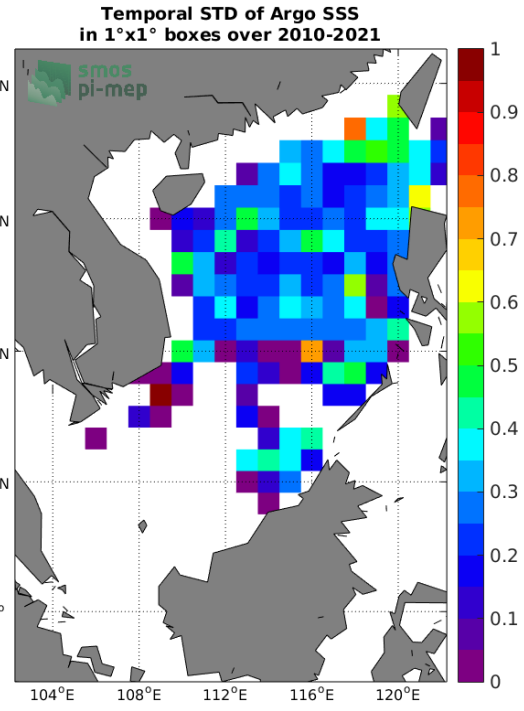 Temporal STD of Argo SSS
in 1°x1° boxes over 2010-2021
smos
pi-mep
N
N
N
N
°
104°E
108°E
112°E
116°E
120°E
1
0.9
0.8
0.7
0.6
0.5
0.4
0.3
0.2
0.1
0